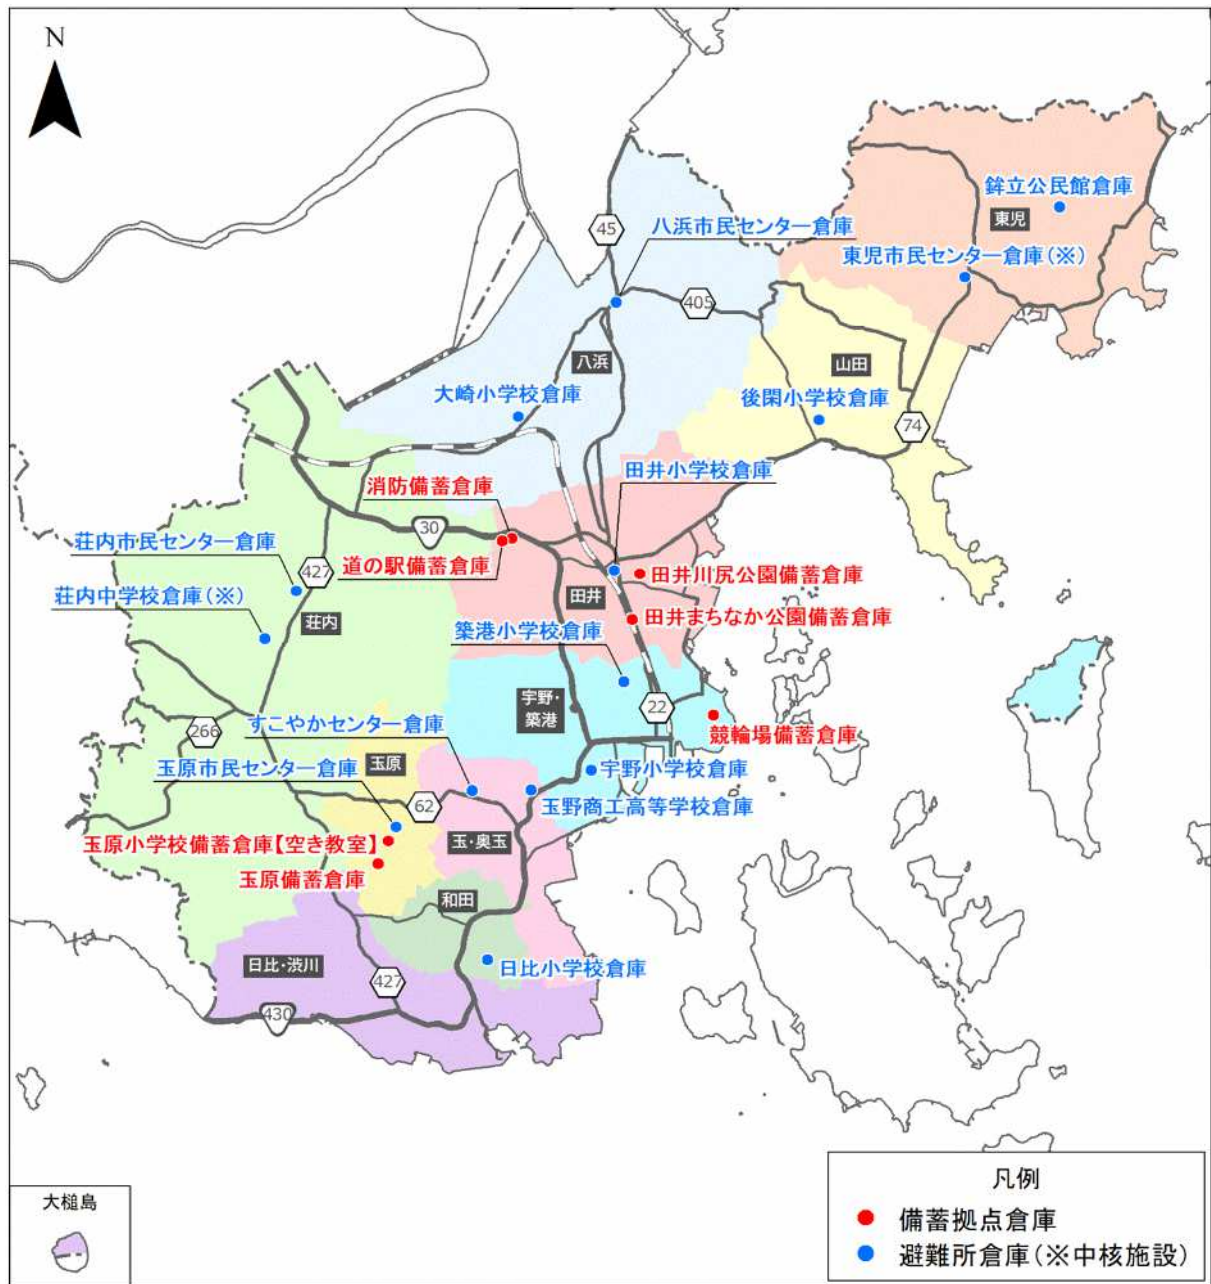 N
鉾立公民館倉庫
東児
45
八浜市民センター倉庫
東児市民センター倉庫(※)
405
八浜
山田
大崎小学校倉庫
後閑小学校倉庫
74
田井小学校倉庫
消防備蓄倉庫
30
荘内市民センター倉庫
道の駅備蓄倉庫
427
田井川尻公園備蓄倉庫
荘内中学校倉庫(※)
田井
荘内
田井まちなか公園備蓄倉庫
築港小学校倉庫
宇野・
築港
22
すこやかセンター倉庫
266
競輪場備蓄倉庫
玉原
玉原市民センター倉庫
宇野小学校倉庫
62
玉野商工高等学校倉庫
玉原小学校備蓄倉庫【空き教室】
玉・奥玉
玉原備蓄倉庫
和田
日比・渋川
日比小学校倉庫
427
430
凡例
備蓄拠点倉庫
避難所倉庫(※中核施設)
大槌島